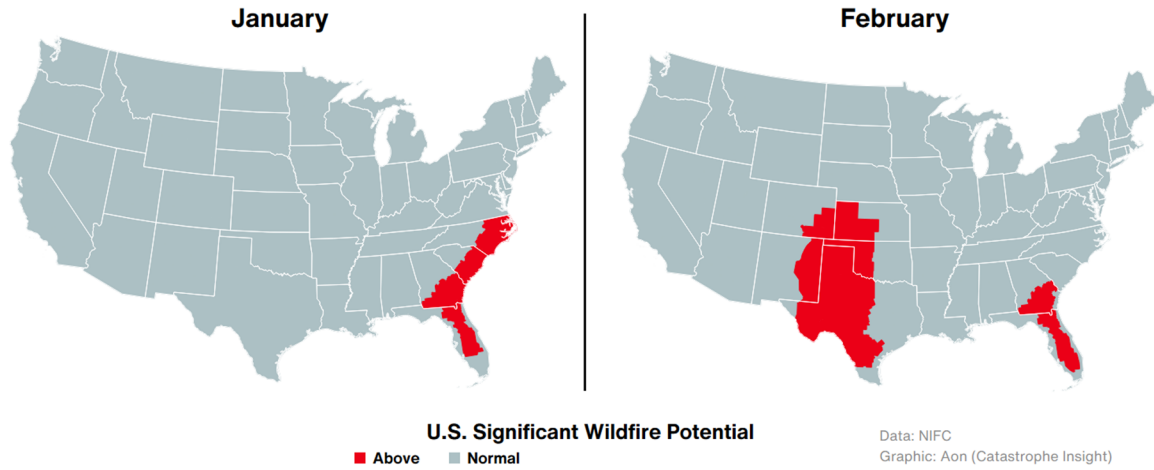 January
February
U.S. Significant Wildfire Potential
Above
Normal
Data: NIFC
Graphic: Aon (Catastrophe Insight)